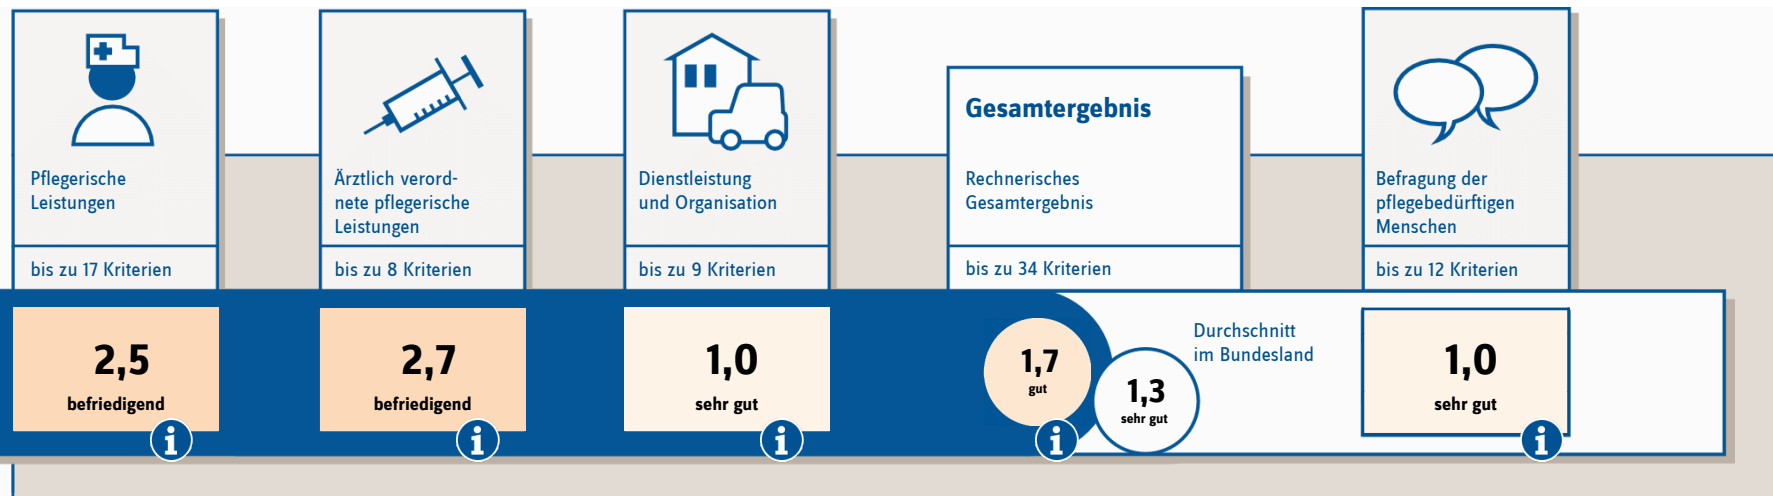 Pflegerische
Leistungen
bis zu 17 Kriterien
2,5
befriedigend
i
Ärztlich verord-
nete pflegerische
Leistungen
bis zu 8 Kriterien
2,7
befriedigend
i
Dienstleistung
und Organisation
bis zu 9 Kriterien
1,0
sehr gut
i
Gesamtergebnis
Rechnerisches
Gesamtergebnis
bis zu 34 Kriterien
1,7
gut
i
1,3
sehr gut
Durchschnitt
im Bundesland
Befragung der
pflegebedürftigen
Menschen
bis zu 12 Kriterien
1,0
sehr gut
i